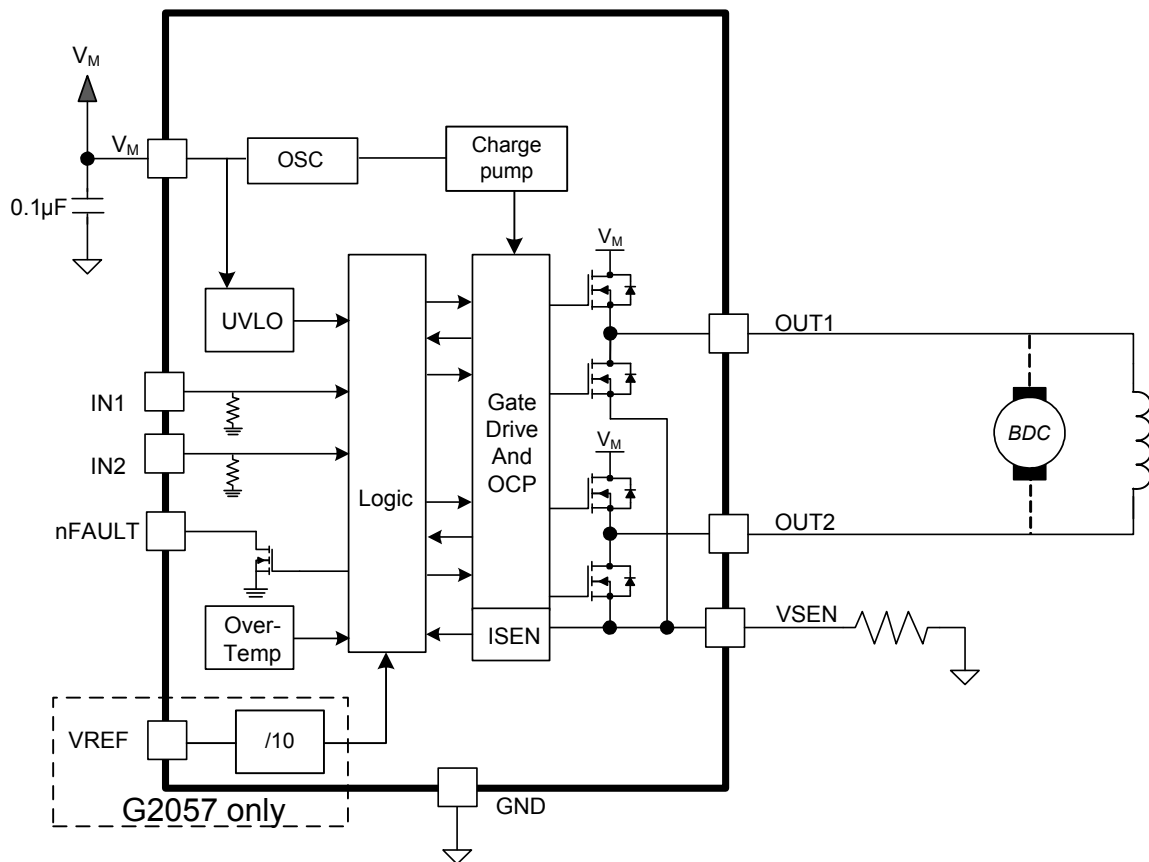 V_M
V_M
0.1µF
OSC
Charge
pump
UVLO
IN1
IN2
nFAULT
Logic
Gate
Drive
And
OCP
V_M
V_M
OUT1
OUT2
BDC
Over-
Temp
ISEN
VSEN
VREF
/10
G2057 only
GND